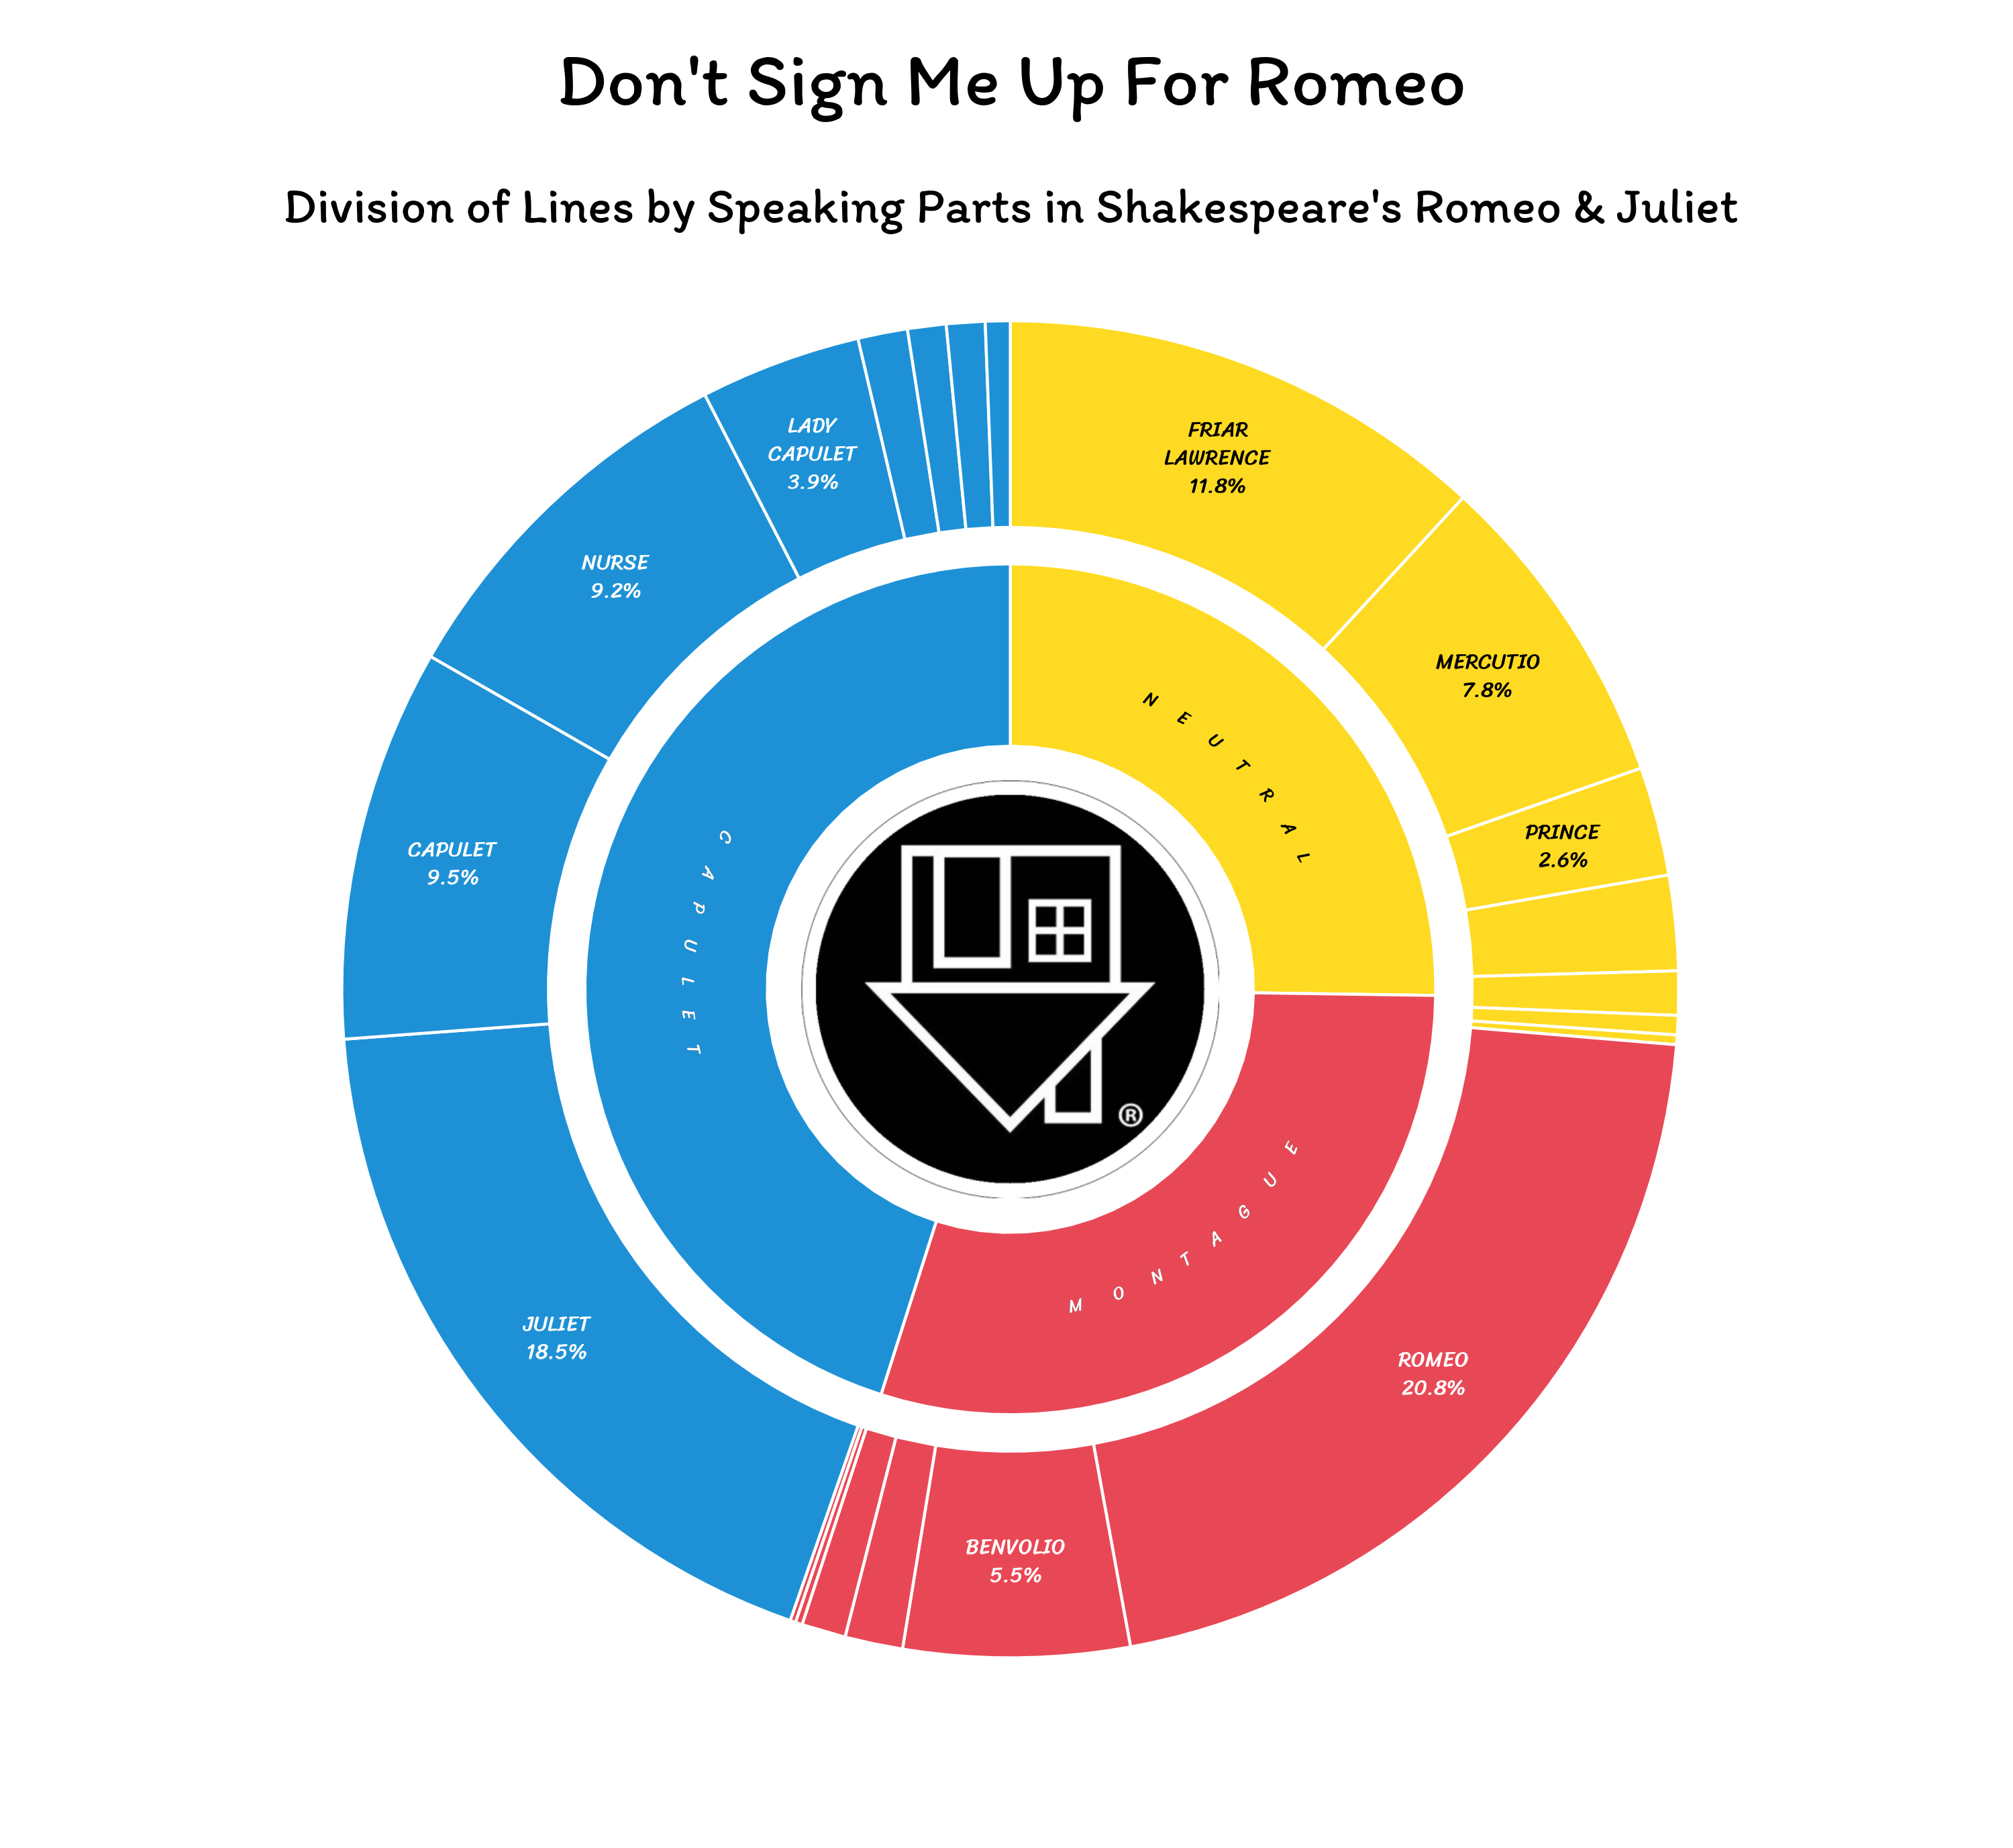 Don't Sign Me Up For Romeo
Division of Lines by Speaking Parts in Shakespeare's Romeo & Juliet
FRIAR
LAWRENCE
11.8%
MERCUTIO
7.8%
PRINCE
2.6%
ROMEO
20.8%
BENVOLIO
5.5%
JULIET
18.5%
CAPULET
9.5%
NURSE
9.2%
LADY
CAPULET
3.9%
NEUTRAL
MONTAGUE
CAPULET
®